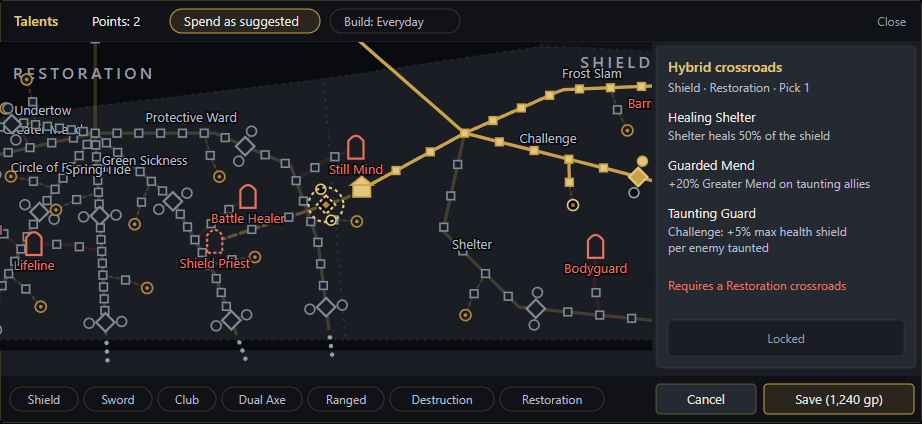 Talents
Points: 2
Spend as suggested
Build: Everyday
Close
RESTORATION
SHIELD
Frost Slam
Barr
Undertow
Protective Ward
Challenge
Green Sickness
Still Mind
Battle Healer
Shield Priest
Lifeline
Shelter
Bodyguard
Hybrid crossroads
Shield · Restoration · Pick 1
Healing Shelter
Shelter heals 50% of the shield
Guarded Mend
+20% Greater Mend on taunting allies
Taunting Guard
Challenge: +5% max health shield
per enemy taunted
Requires a Restoration crossroads
Locked
Shield
Sword
Club
Dual Axe
Ranged
Destruction
Restoration
Cancel
Save (1,240 gp)